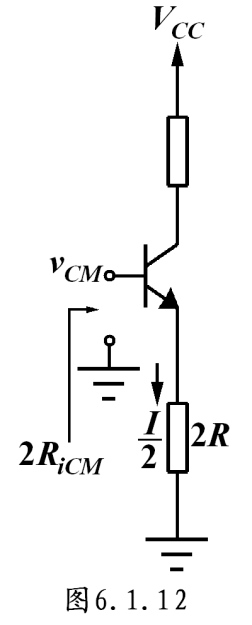 V_CC
v_CM
I/2
2R
2R_iCM
图6.1.12